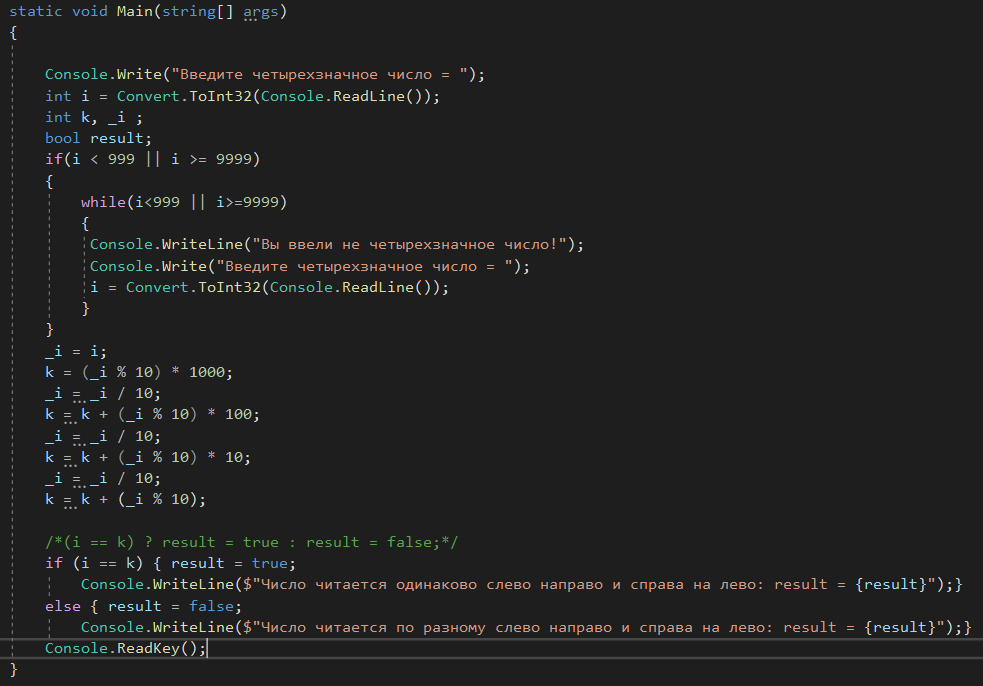 static void Main(string[] args)
{
Console.Write("Введите четырехзначное число = ");
int i = Convert.ToInt32(Console.ReadLine());
int k, _i ;
bool result;
if(i < 999 || i >= 9999)
{
while(i<999 || i>=9999)
{
Console.WriteLine("Вы ввели не четырехзначное число!");
Console.Write("Введите четырехзначное число = ");
i = Convert.ToInt32(Console.ReadLine());
}
}
_i = i;
k = (_i % 10) * 1000;
_i = _i / 10;
k = k + (_i % 10) * 100;
_i = _i / 10;
k = k + (_i % 10) * 10;
_i = _i / 10;
k = k + (_i % 10);
/*(i == k) ? result = true : result = false;*/
if (i == k) { result = true;
Console.WriteLine($"Число читается одинаково слево направо и справа на лево: result = {result}");}
else { result = false;
Console.WriteLine($"Число читается по разному слево направо и справа на лево: result = {result}");}
Console.ReadKey();
}